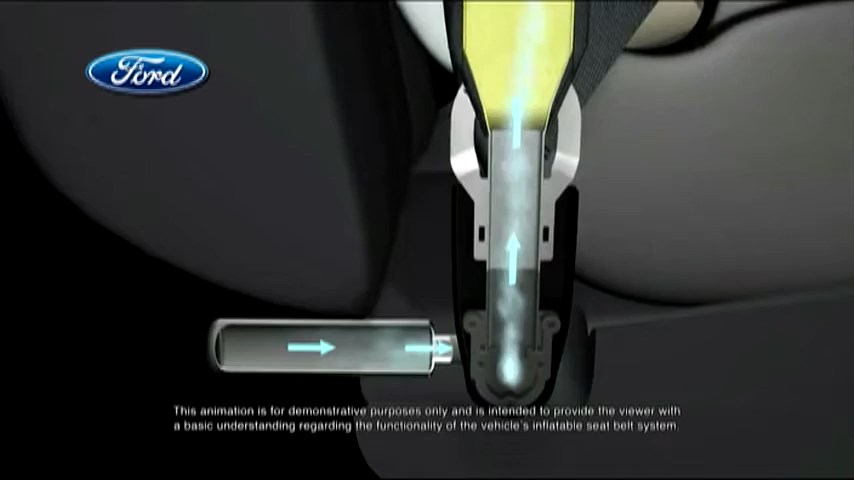 Ford
This animation is for demonstrative purposes only and is intended to provide the viewer with
a basic understanding regarding the functionality of the vehicle's inflatable seat belt system.